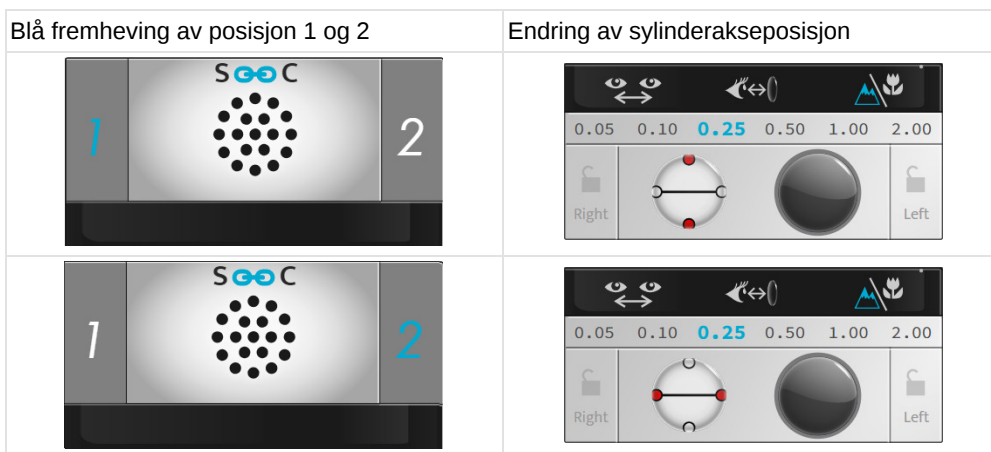 Blå fremheving av posisjon 1 og 2
Endring av sylinderakseposisjon
S C
1
2
0.05 0.10 0.25 0.50 1.00 2.00
Right
Left
S C
1
2
0.05 0.10 0.25 0.50 1.00 2.00
Right
Left